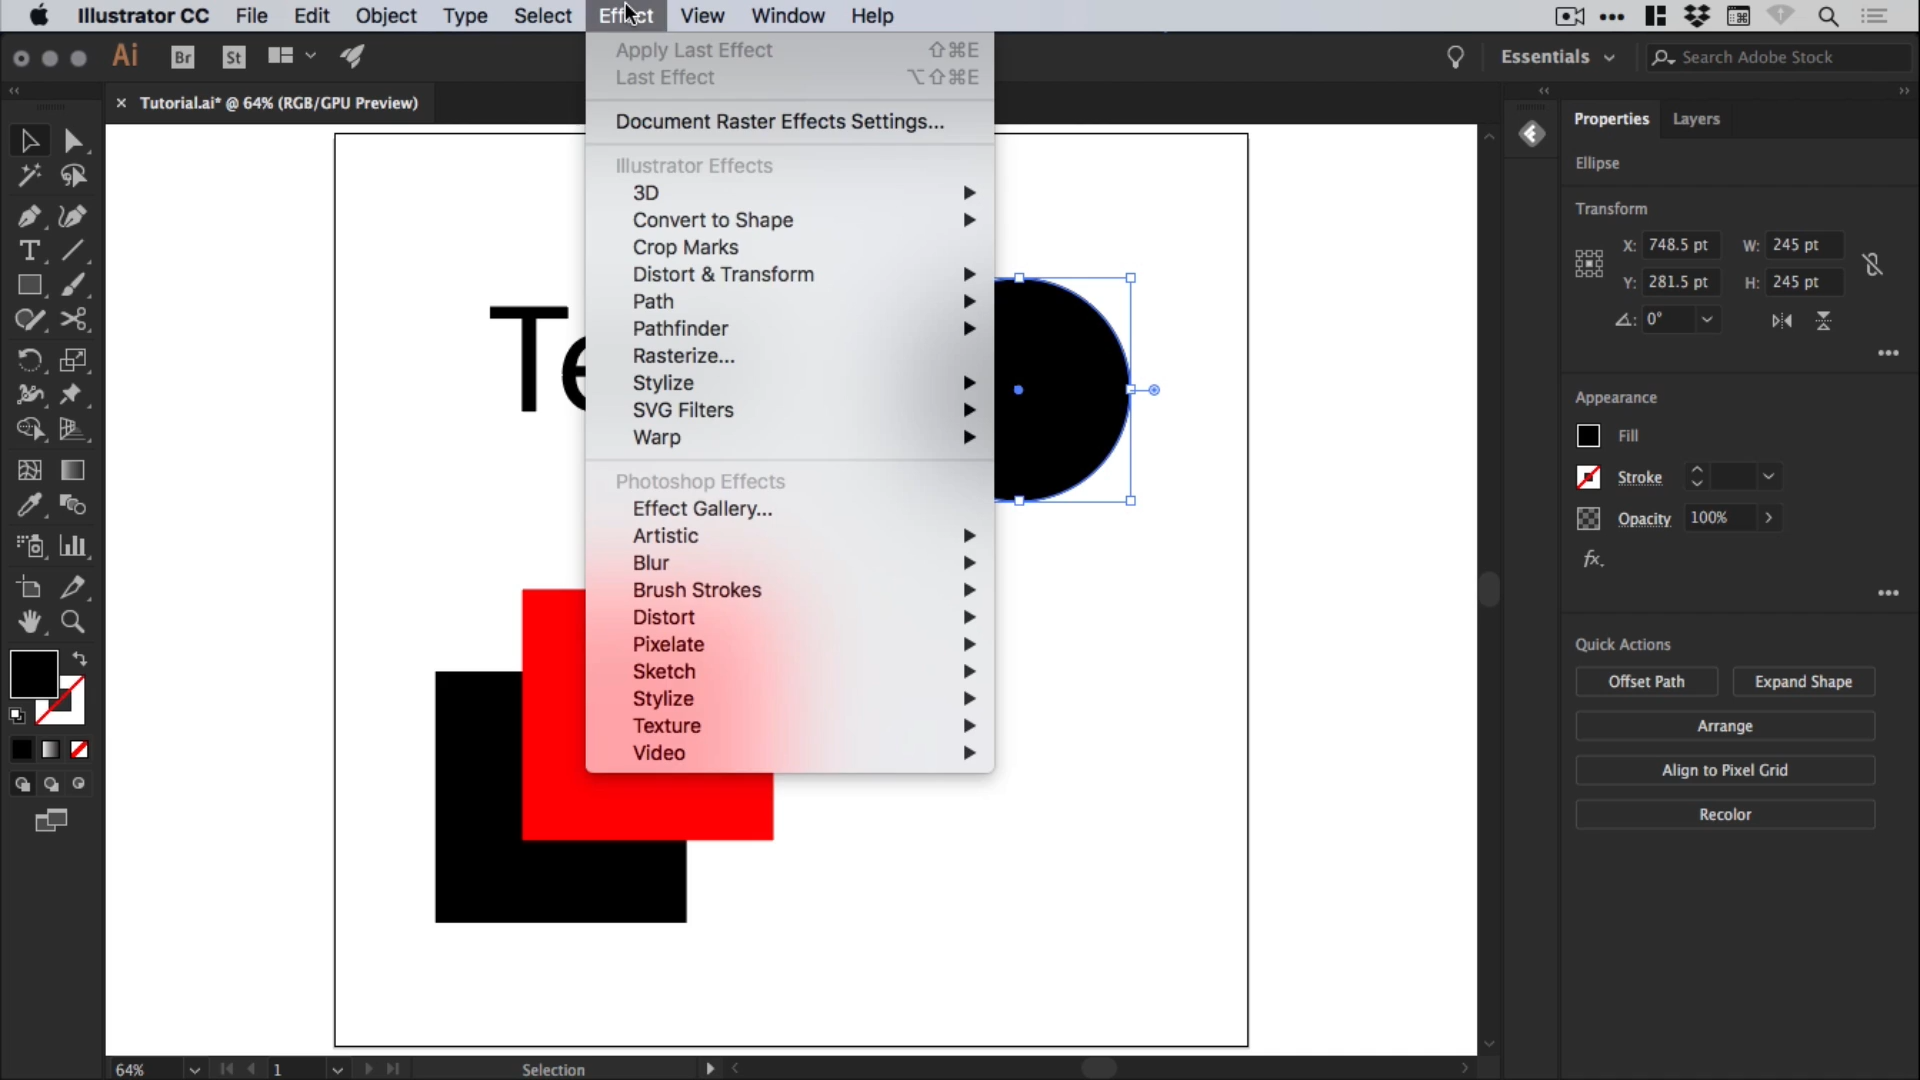 Illustrator CC File Edit Object Type Select Effect View Window Help
Ai Br St Essentials Search Adobe Stock
Tutorial.ai* @ 64% (RGB/GPU Preview)
Apply Last Effect ⇧⌘E
Last Effect ⌥⇧⌘E
Document Raster Effects Settings...
Illustrator Effects
3D
Convert to Shape
Crop Marks
Distort & Transform
Path
Pathfinder
Rasterize...
Stylize
SVG Filters
Warp
Photoshop Effects
Effect Gallery...
Artistic
Blur
Brush Strokes
Distort
Pixelate
Sketch
Stylize
Texture
Video
Te
Properties Layers
Ellipse
Transform
X: 748.5 pt W: 245 pt
Y: 281.5 pt H: 245 pt
0°
Appearance
Fill
Stroke
Opacity 100%
fx.
Quick Actions
Offset Path Expand Shape
Arrange
Align to Pixel Grid
Recolor
64% 1 Selection